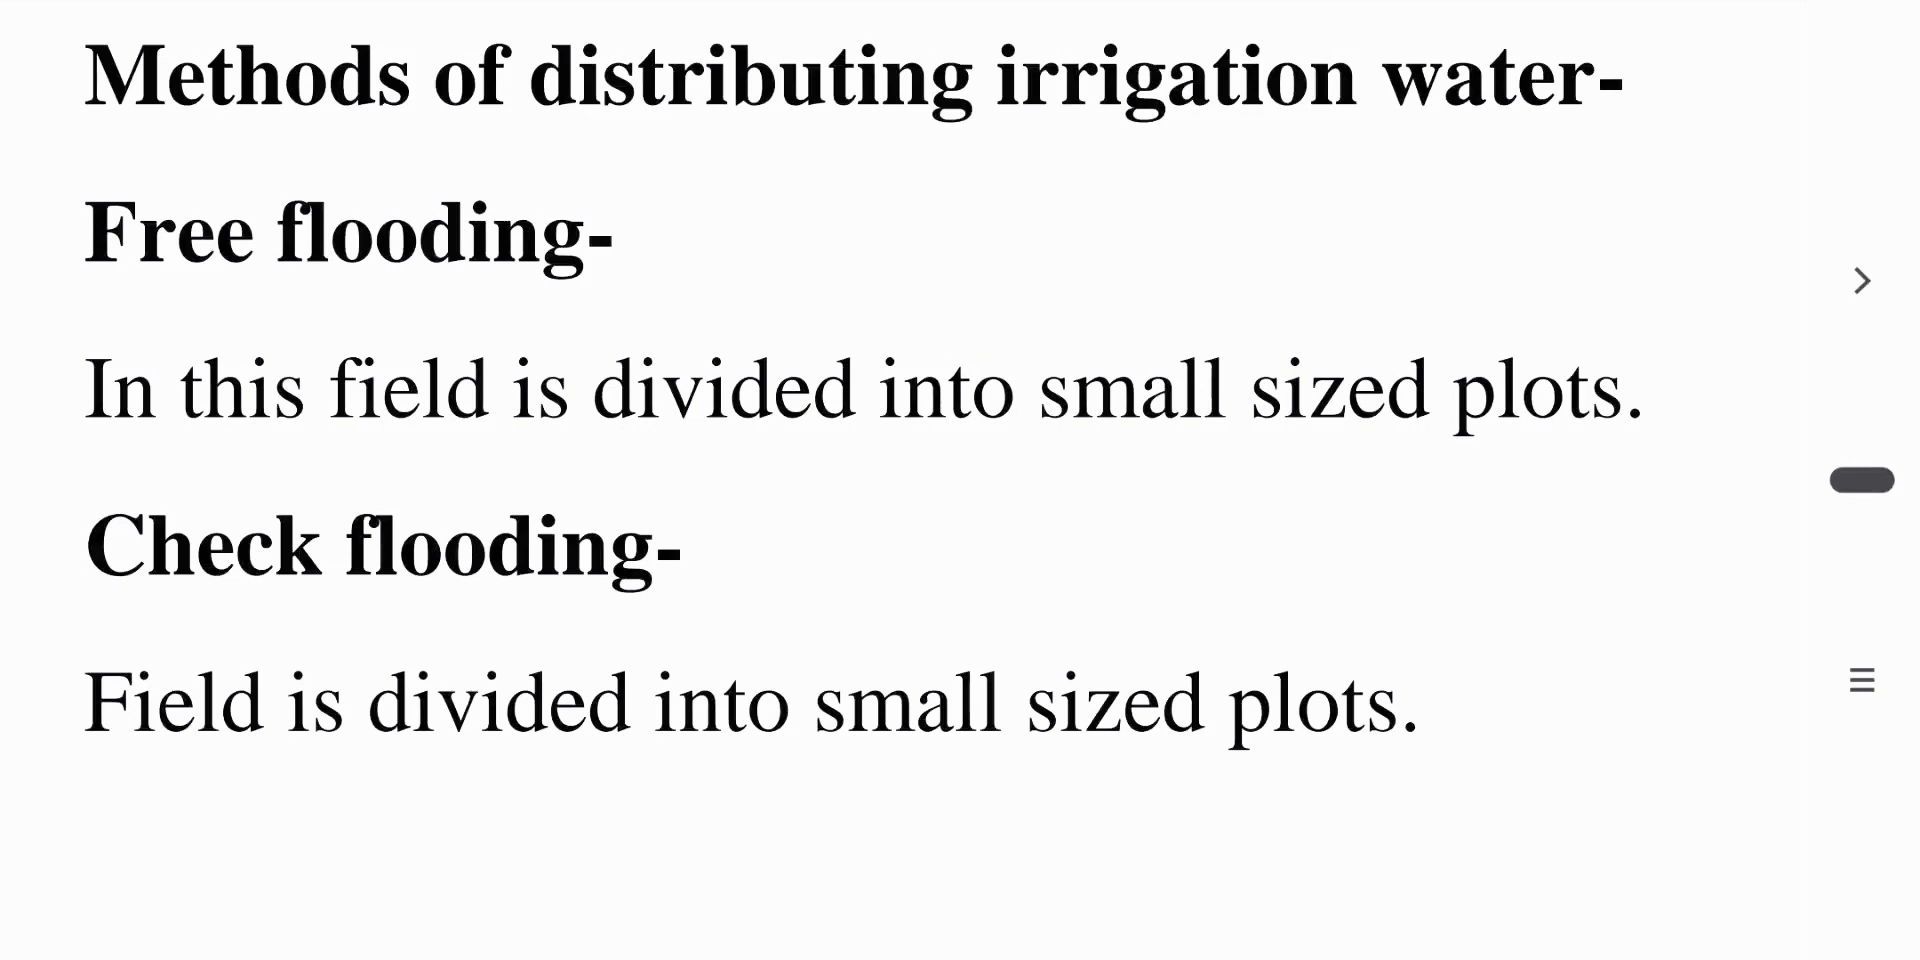 Methods of distributing irrigation water-
Free flooding-
In this field is divided into small sized plots.
Check flooding-
Field is divided into small sized plots.